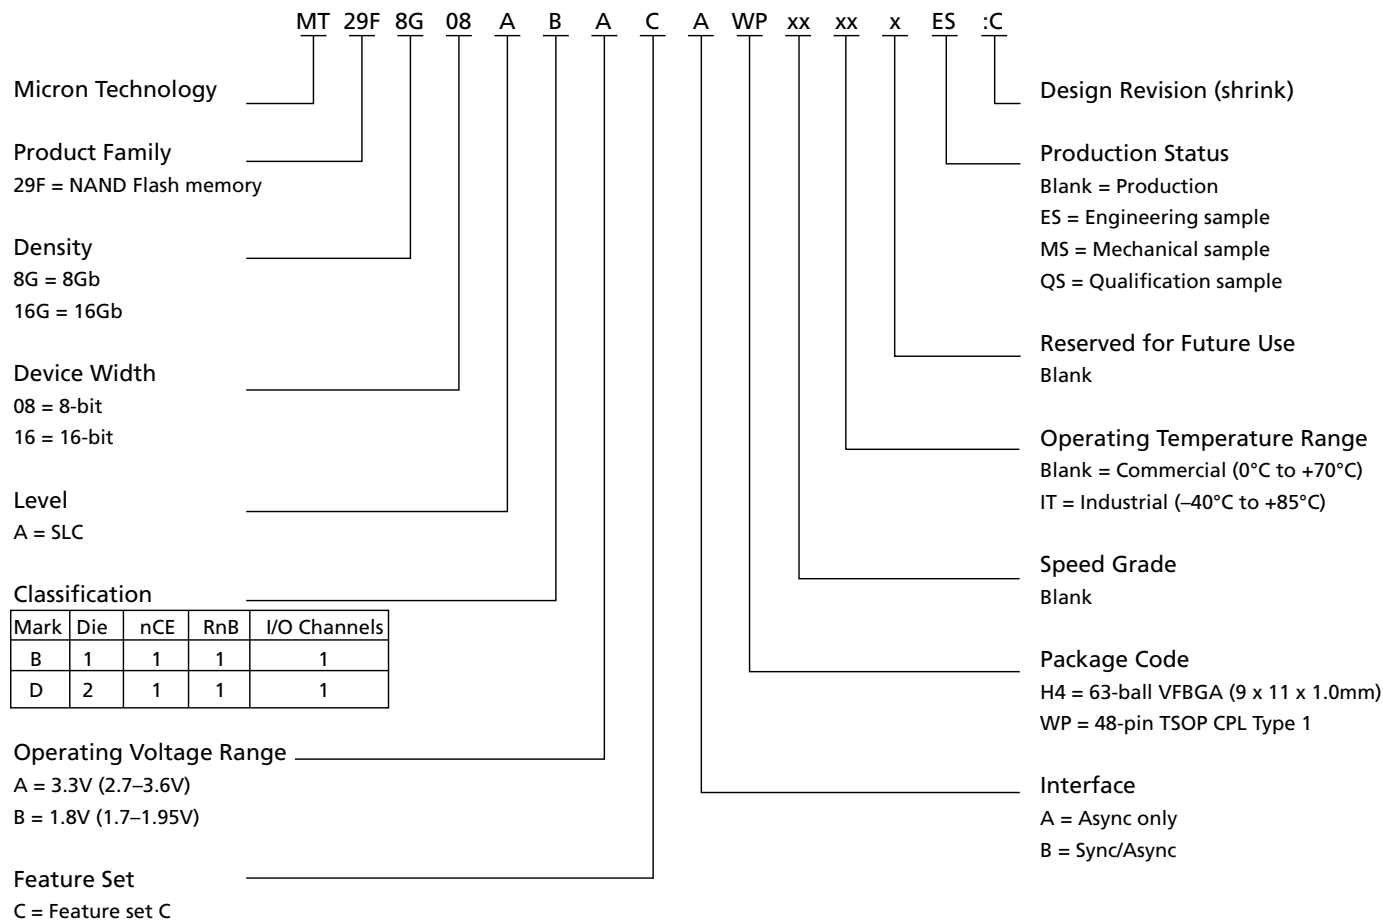 MT 29F 8G 08 A B A C A WP xx xx x ES :C
Micron Technology
Product Family
29F = NAND Flash memory
Density
8G = 8Gb
16G = 16Gb
Device Width
08 = 8-bit
16 = 16-bit
Level
A = SLC
Classification
Mark Die nCE RnB I/O Channels
B 1 1 1 1
D 2 1 1 1
Operating Voltage Range
A = 3.3V (2.7–3.6V)
B = 1.8V (1.7–1.95V)
Feature Set
C = Feature set C
Design Revision (shrink)
Production Status
Blank = Production
ES = Engineering sample
MS = Mechanical sample
QS = Qualification sample
Reserved for Future Use
Blank
Operating Temperature Range
Blank = Commercial (0°C to +70°C)
IT = Industrial (–40°C to +85°C)
Speed Grade
Blank
Package Code
H4 = 63-ball VFBGA (9 x 11 x 1.0mm)
WP = 48-pin TSOP CPL Type 1
Interface
A = Async only
B = Sync/Async